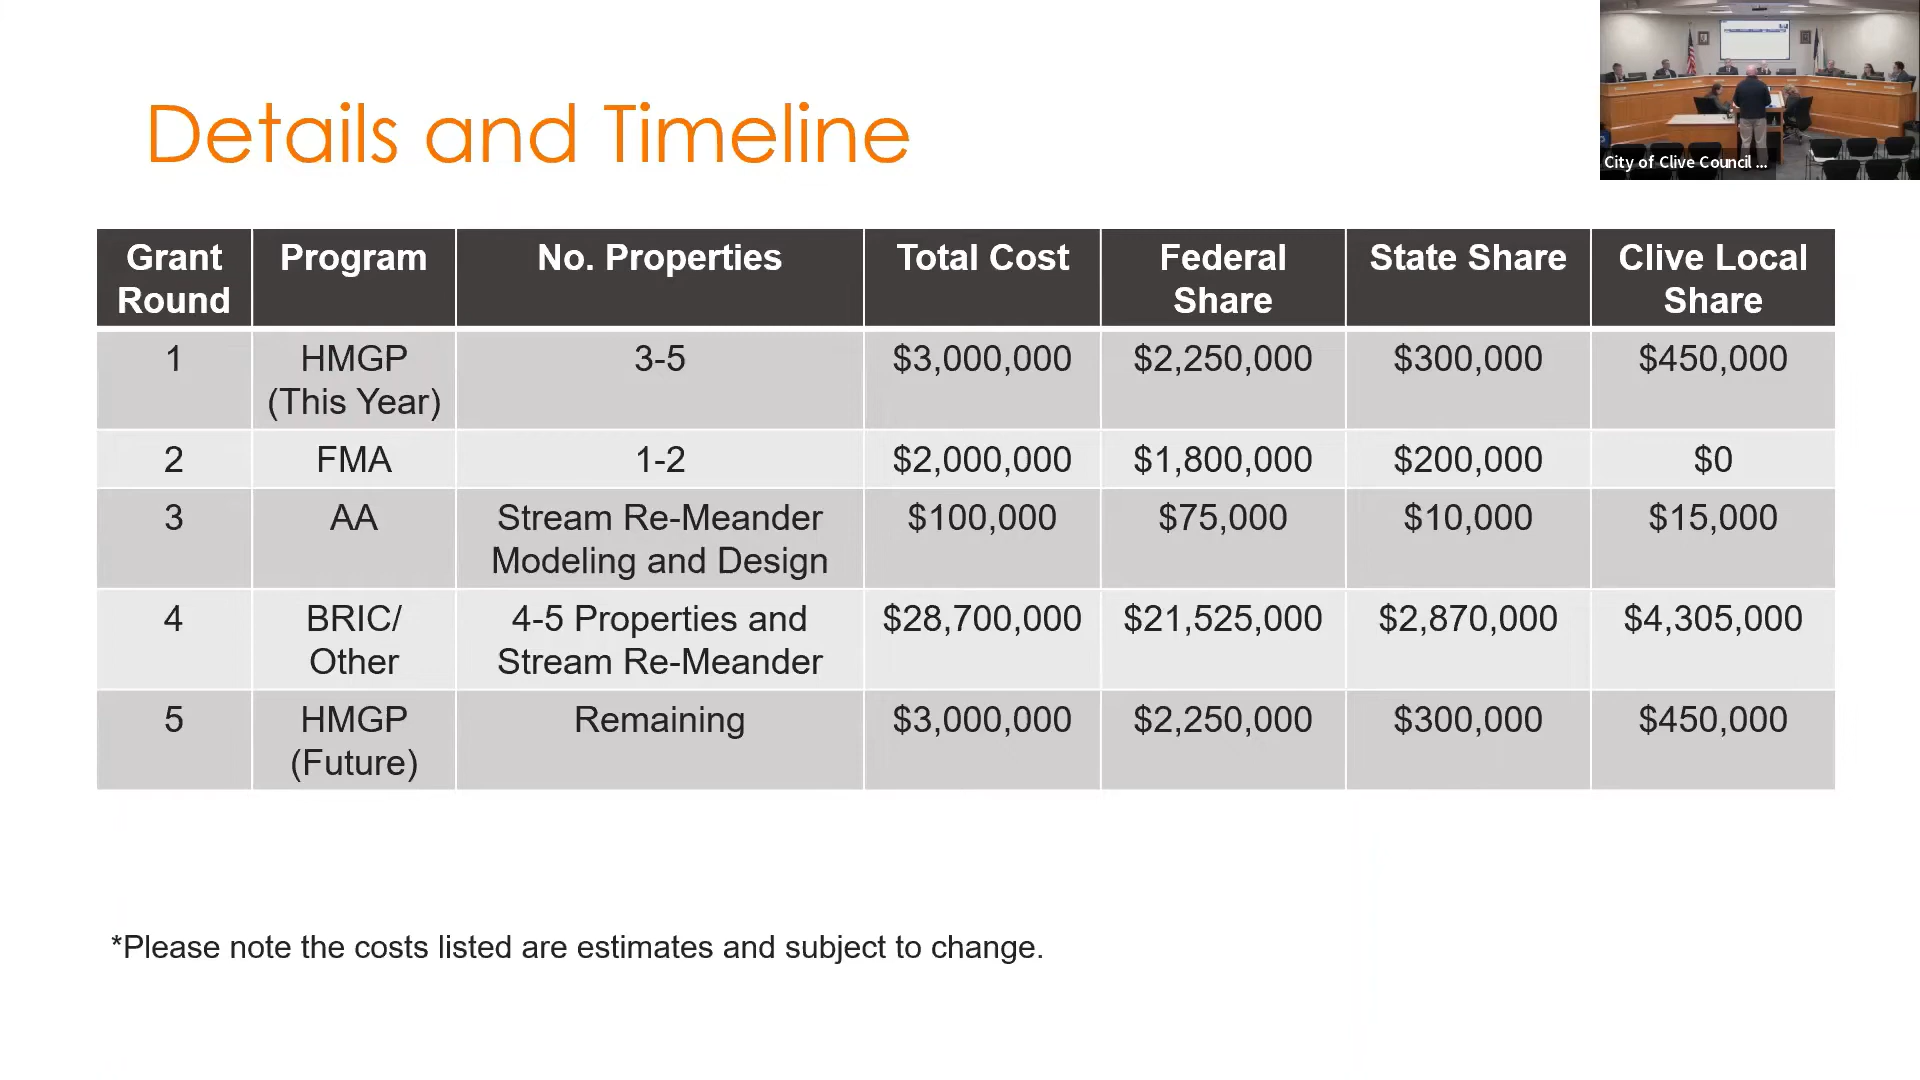 City of Clive Council ...
Details and Timeline
Grant Round Program No. Properties Total Cost Federal Share State Share Clive Local Share
1 HMGP (This Year) 3-5 $3,000,000 $2,250,000 $300,000 $450,000
2 FMA 1-2 $2,000,000 $1,800,000 $200,000 $0
3 AA Stream Re-Meander Modeling and Design $100,000 $75,000 $10,000 $15,000
4 BRIC/ Other 4-5 Properties and Stream Re-Meander $28,700,000 $21,525,000 $2,870,000 $4,305,000
5 HMGP (Future) Remaining $3,000,000 $2,250,000 $300,000 $450,000
*Please note the costs listed are estimates and subject to change.